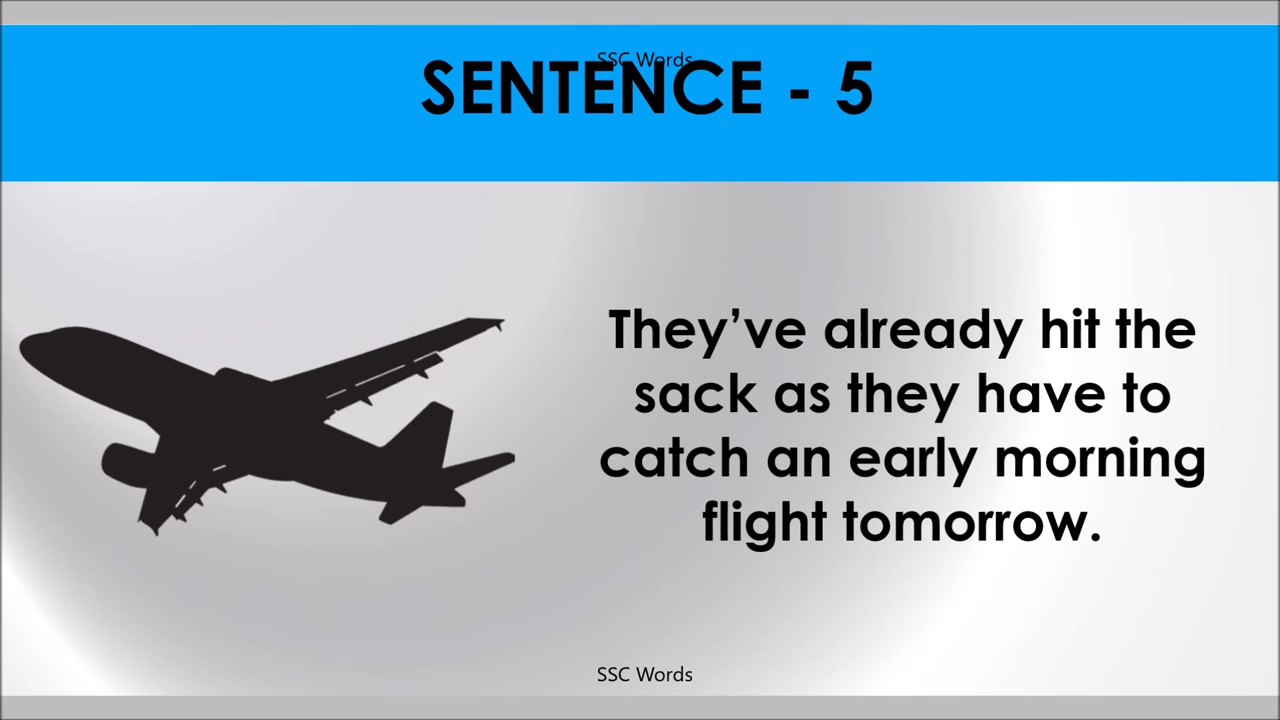 SSC Words
SENTENCE - 5
They’ve already hit the
sack as they have to
catch an early morning
flight tomorrow.
SSC Words